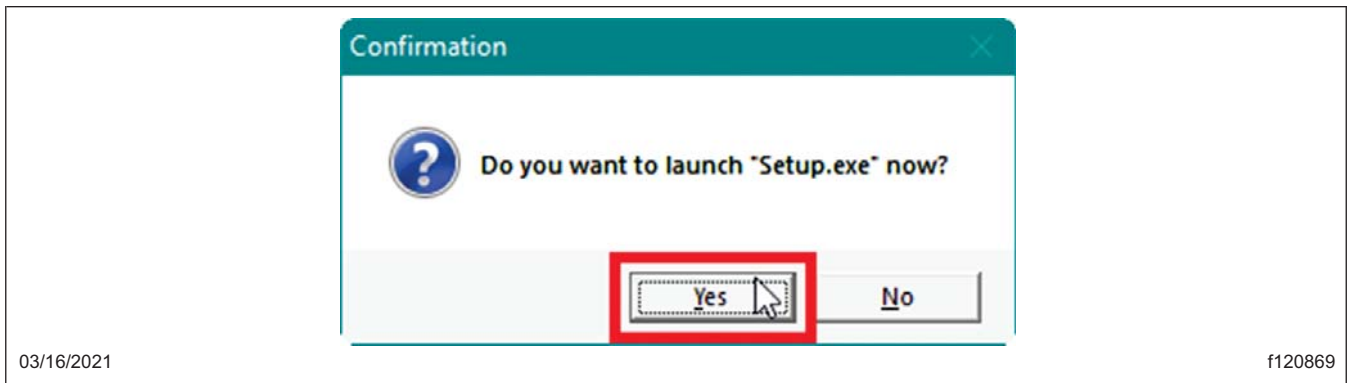 Confirmation
Do you want to launch "Setup.exe" now?
Yes
No
03/16/2021
f120869